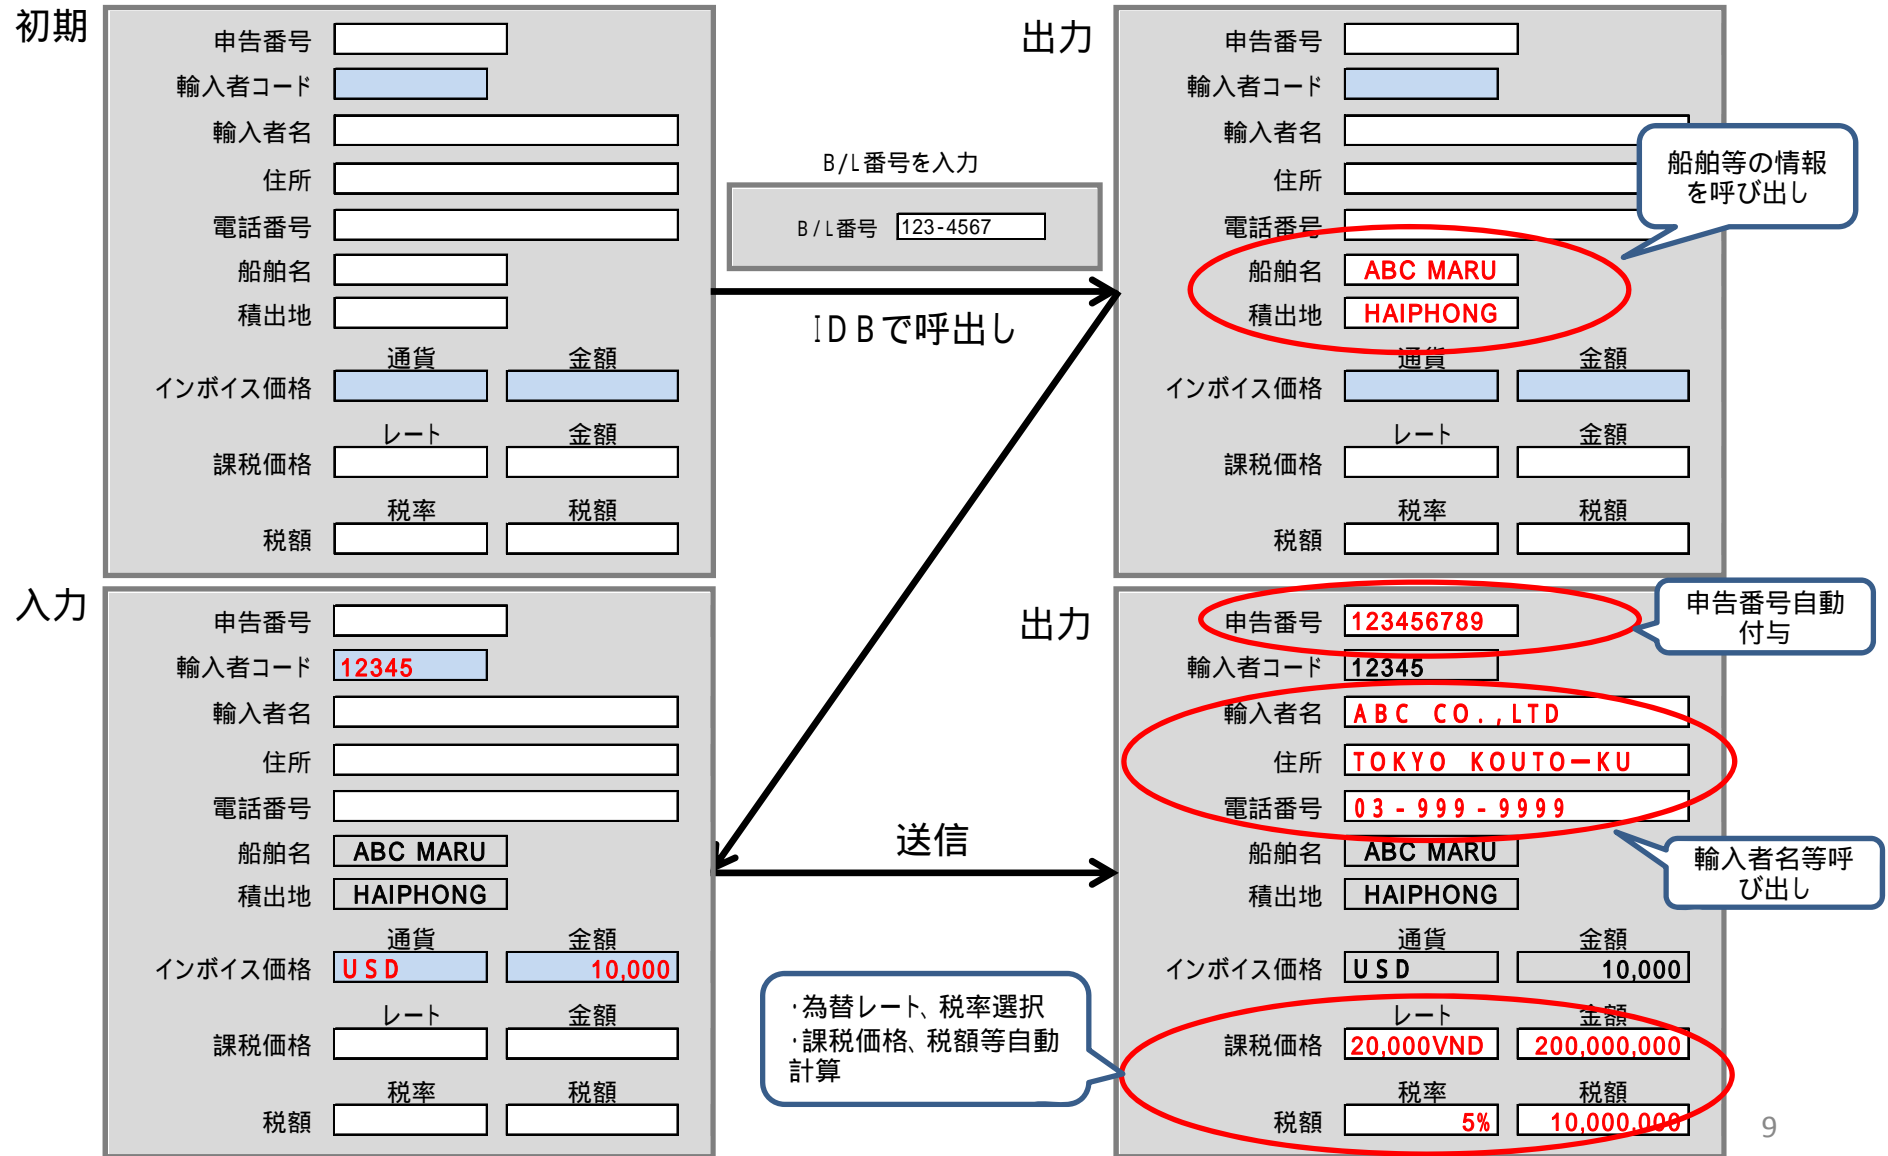 初期
申告番号
輸入者コード
輸入者名
住所
電話番号
船舶名
積出地
通貨 金額
インボイス価格
レート 金額
課税価格
税率 税額
税額
B/L番号を入力
B/L番号 123-4567
IDBで呼出し
出力
申告番号
輸入者コード
輸入者名
住所
電話番号
船舶名 ABC MARU
積出地 HAIPHONG
通貨 金額
インボイス価格
レート 金額
課税価格
税率 税額
税額
船舶等の情報
を呼び出し
入力
申告番号
輸入者コード 12345
輸入者名
住所
電話番号
船舶名 ABC MARU
積出地 HAIPHONG
通貨 金額
インボイス価格 USD 10,000
レート 金額
課税価格
税率 税額
税額
送信
・為替レート、税率選択
・課税価格、税額等自動
計算
出力
申告番号 123456789
輸入者コード 12345
輸入者名 ABC CO.,LTD
住所 TOKYO KOUTOーKU
電話番号 03-999-9999
船舶名 ABC MARU
積出地 HAIPHONG
通貨 金額
インボイス価格 USD 10,000
レート 金額
課税価格 20,000VND 200,000,000
税率 税額
税額 5% 10,000,000
申告番号自動
付与
輸入者名等呼
び出し
9